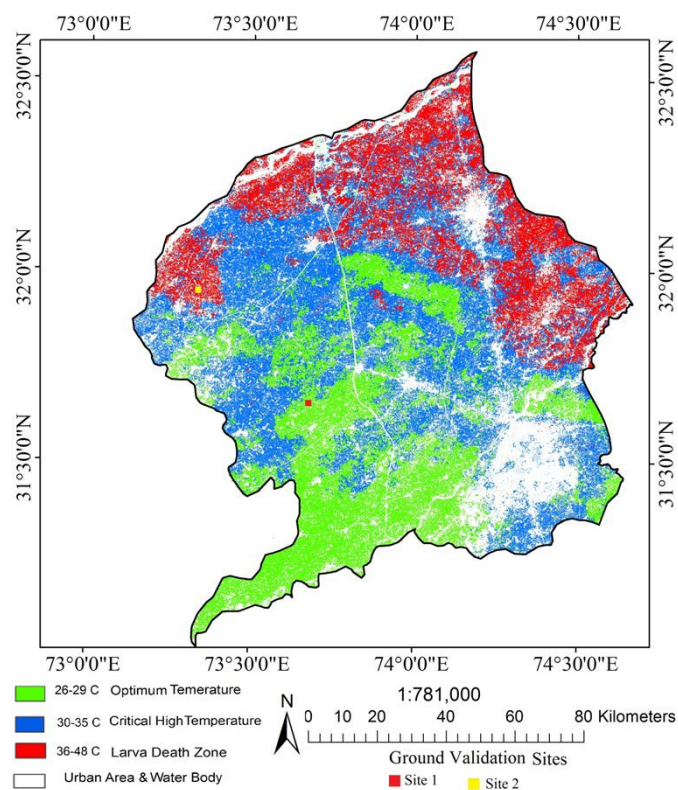 73°0'0"E 73°30'0"E 74°0'0"E 74°30'0"E
32°30'0"N 32°30'0"N
32°0'0"N 32°0'0"N
31°30'0"N 31°30'0"N
73°0'0"E 73°30'0"E 74°0'0"E 74°30'0"E
26-29 C Optimum Temerature
30-35 C Critical High Temperature
36-48 C Larva Death Zone
Urban Area & Water Body
N
1:781,000
0 10 20 40 60 80 Kilometers
Ground Validation Sites
Site 1 Site 2